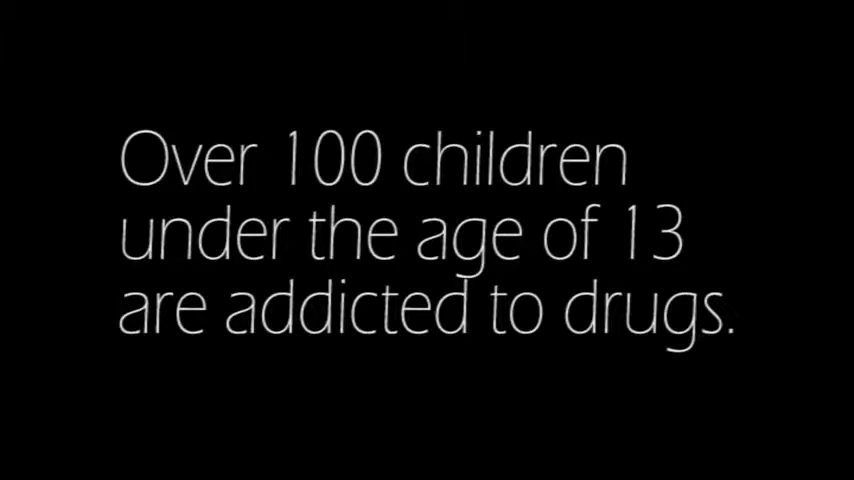 Over 100 children
under the age of 13
are addicted to drugs.